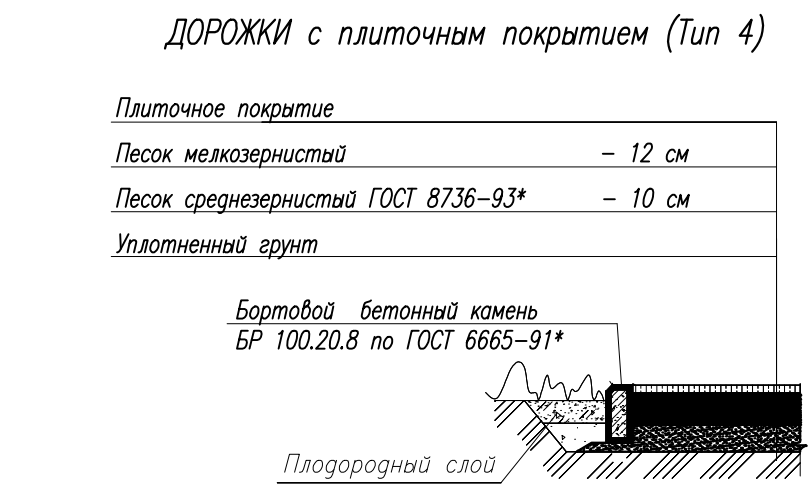 ДОРОЖКИ с плиточным покрытием (Тип 4)
Плиточное покрытие
Песок мелкозернистый – 12 см
Песок среднезернистый ГОСТ 8736–93* – 10 см
Уплотненный грунт
Бортовой бетонный камень
БР 100.20.8 по ГОСТ 6665–91*
Плодородный слой